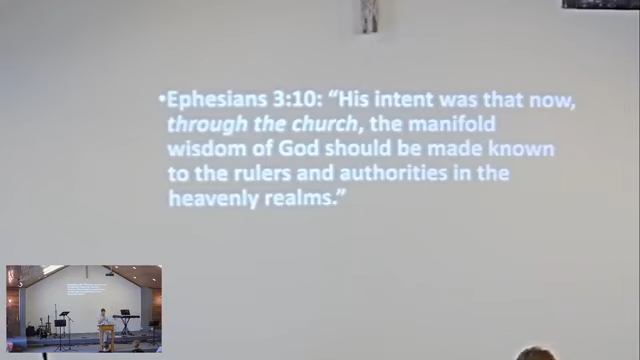 •Ephesians 3:10: “His intent was that now,
through the church, the manifold
wisdom of God should be made known
to the rulers and authorities in the
heavenly realms.”